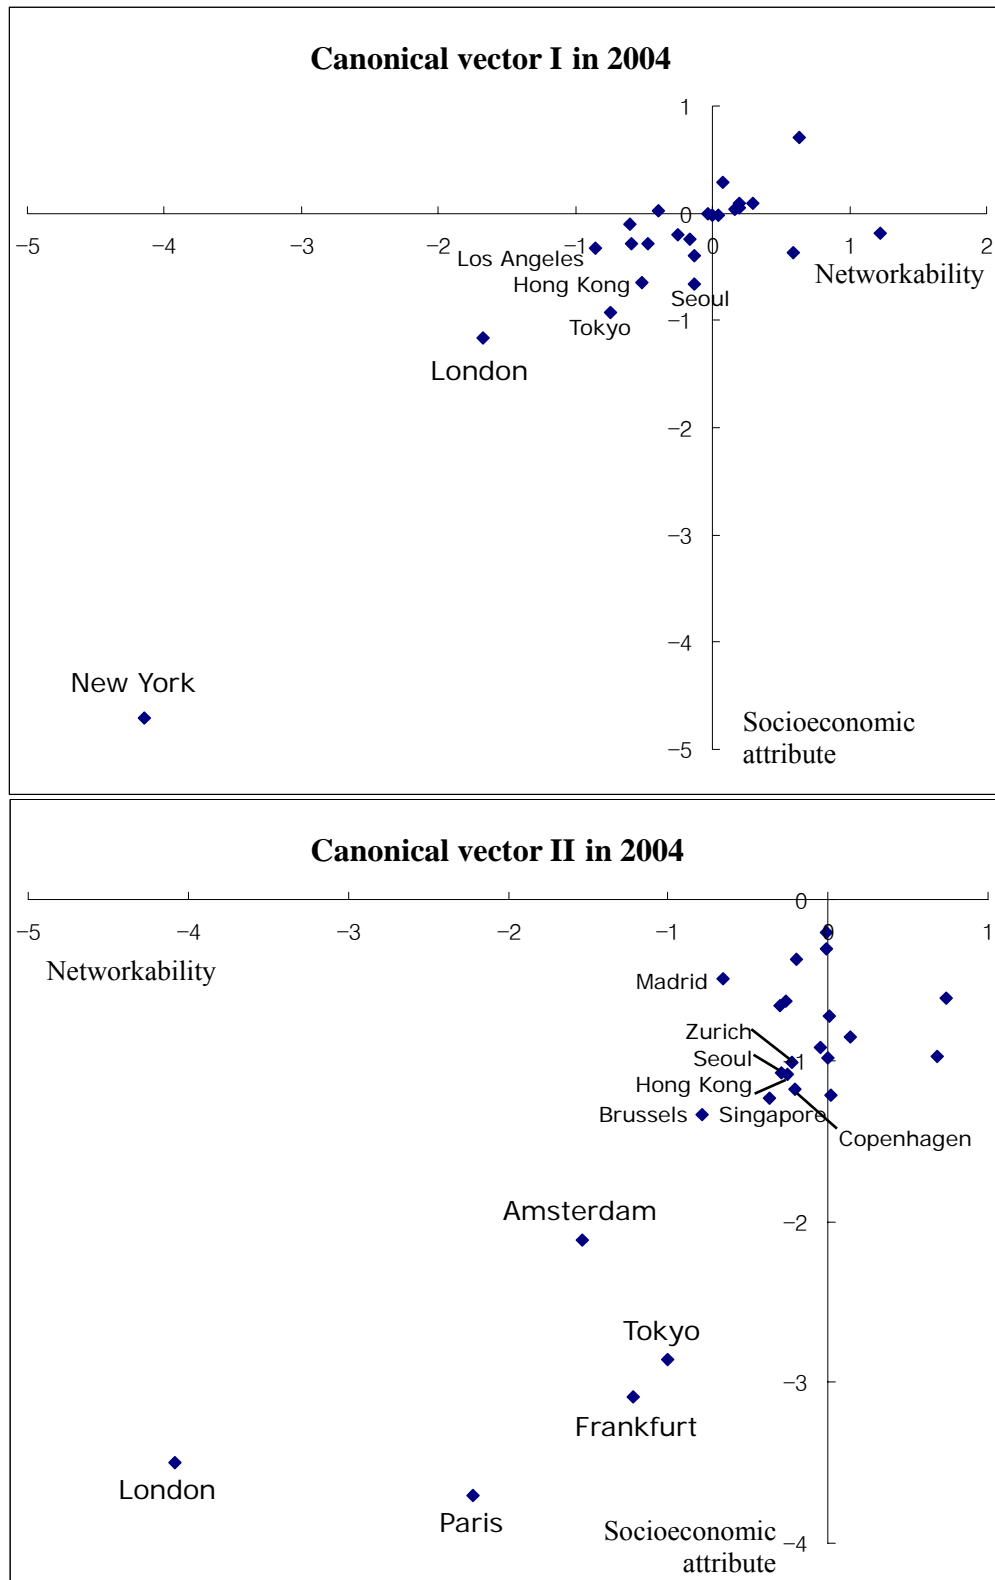 Canonical vector I in 2004
1
0
−5
−4
−3
−2
−1
0
1
2
Los Angeles
Networkability
Hong Kong
Seoul
−1
Tokyo
London
−2
−3
−4
New York
Socioeconomic
attribute
−5
Canonical vector II in 2004
0
−5
−4
−3
−2
−1
0
1
Networkability
Madrid
Zurich
Seoul
−1
Hong Kong
Brussels
Singapore
Copenhagen
Amsterdam
−2
Tokyo
−3
Frankfurt
London
Paris
Socioeconomic
attribute
−4